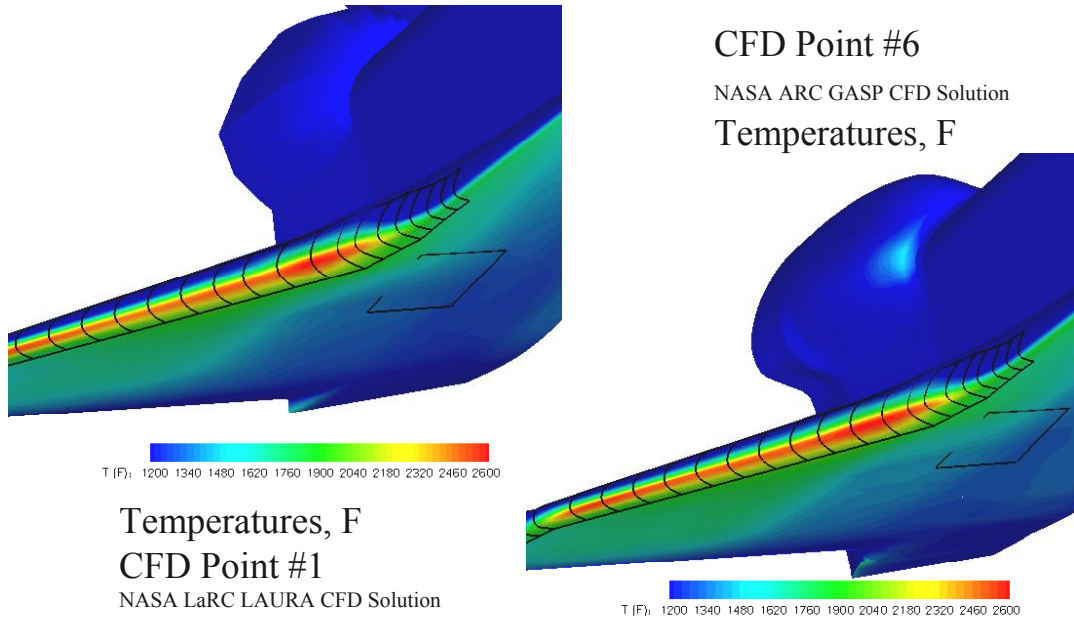 CFD Point #6
NASA ARC GASP CFD Solution
Temperatures, F
T (F): 1200 1340 1480 1620 1760 1900 2040 2180 2320 2460 2600
Temperatures, F
CFD Point #1
NASA LaRC LAURA CFD Solution
T (F): 1200 1340 1480 1620 1760 1900 2040 2180 2320 2460 2600